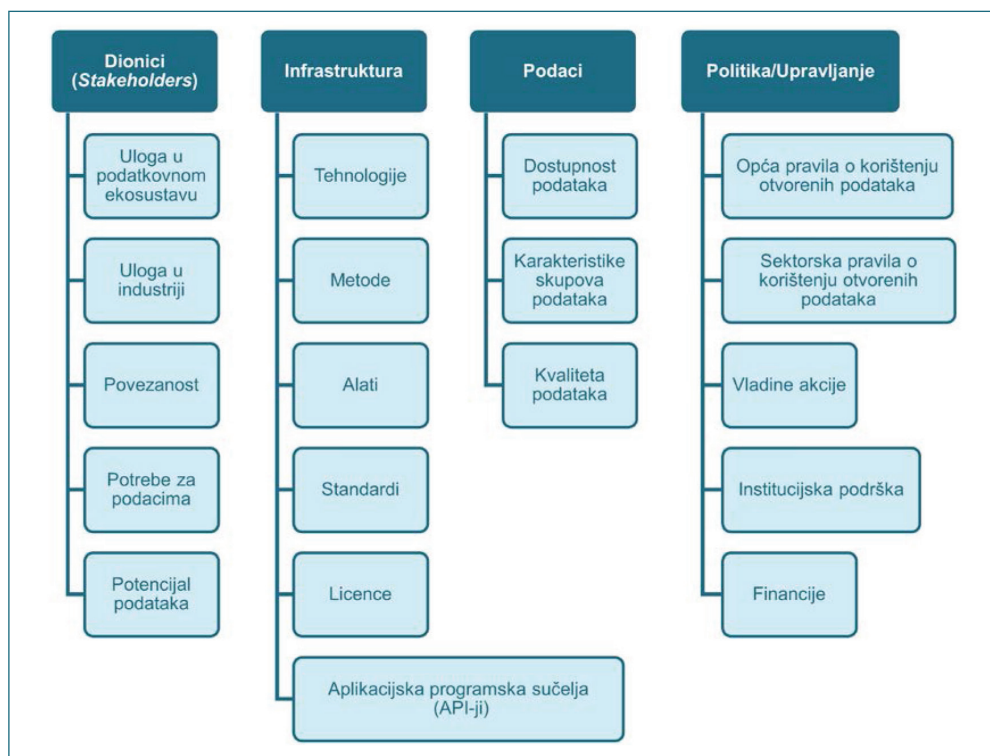 Dionici
(Stakeholders)
Uloga u
podatkovnom
ekosustavu
Uloga u
industriji
Povezanost
Potrebe za
podacima
Potencijal
podataka
Infrastruktura
Tehnologije
Metode
Alati
Standardi
Licence
Aplikacijska programska sučelja
(API-ji)
Podaci
Dostupnost
podataka
Karakteristike
skupova
podataka
Kvaliteta
podataka
Politika/Upravljanje
Opća pravila o korištenju
otvorenih podataka
Sektorska pravila o
korištenju otvorenih
podataka
Vladine akcije
Institucijska podrška
Financije